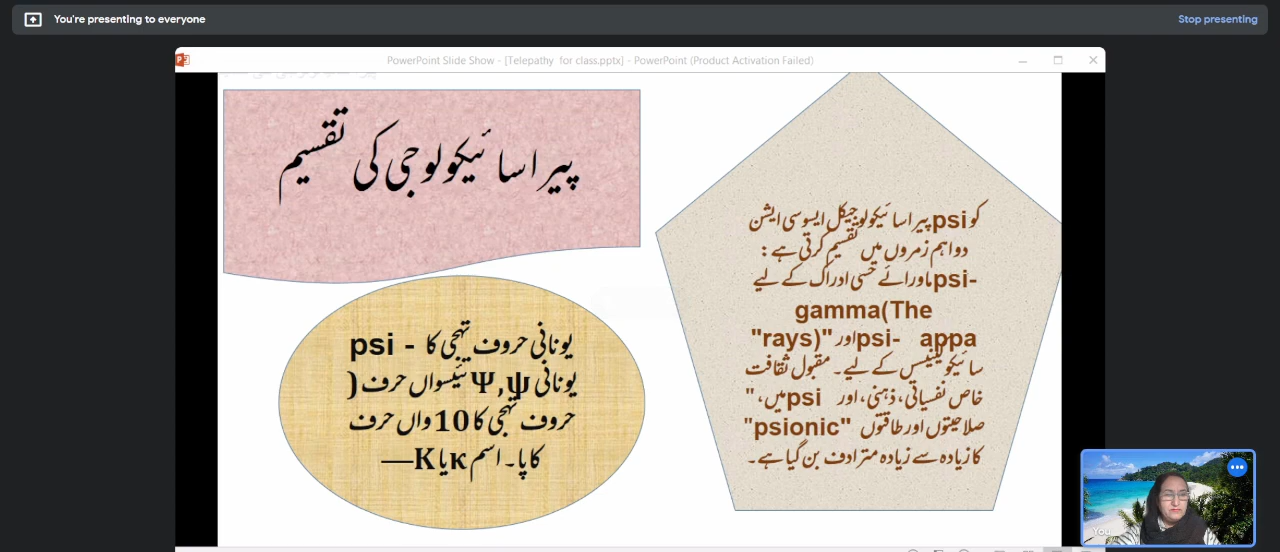 You're presenting to everyone
Stop presenting
PowerPoint Slide Show - [Telepathy for class.pptx] - PowerPoint (Product Activation Failed)
پیراسائیکولوجی کی تقسیم
کو psi پیراسائیکولوجیکل ایسوسی ایشن
دو اہم زمروں میں تقسیم کرتی ہے:
psi- ماورائے حسی ادراک کے لیے
gamma(The
"rays)" اور psi- appa
سائیکوکینیسس کے لیے۔ مقبول ثقافت
خاص نفسیاتی، ذہنی، اور psi میں، "
صلاحیتوں اور طاقتوں "psionic"
کا زیادہ سے زیادہ مترادف بن گیا ہے۔
یونانی حروف تہجی کا - psi
یونانی Ψ,ψ تئیسواں حرف (
حروف تہجی کا 10 واں حرف
کاپا۔ اسم κ یا K—
You